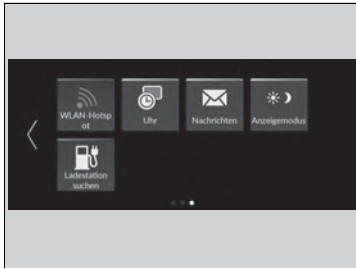 WLAN-Hotsp
ot
Uhr
Nachrichten
Anzeigemodus
Ladestation
suchen